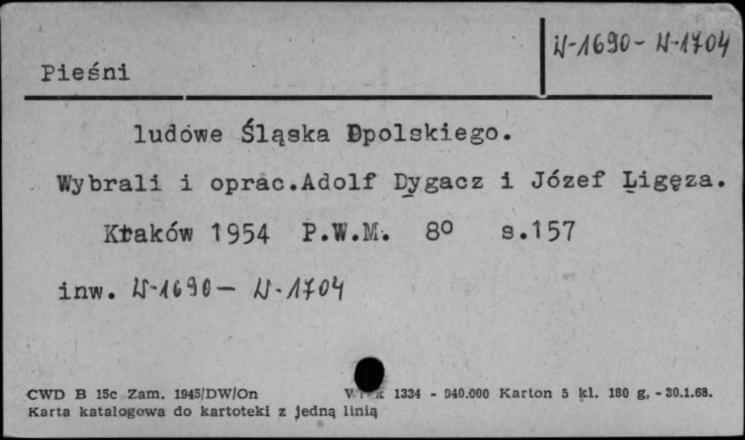 N-1690- N-1704
Pieśni
ludowe Śląska Opolskiego.
Wybrali i oprac.Adolf Dygacz i Józef Ligęza.
Kraków 1954 P.W.M. 8º s.157
inw. N-1690- N-1704
CWD B 15c Zam. 1945/DW/On 1334 - 940.000 Karton 5 kl. 180 g, - 30.1.68.
Karta katalogowa do kartoteki z jedną linią